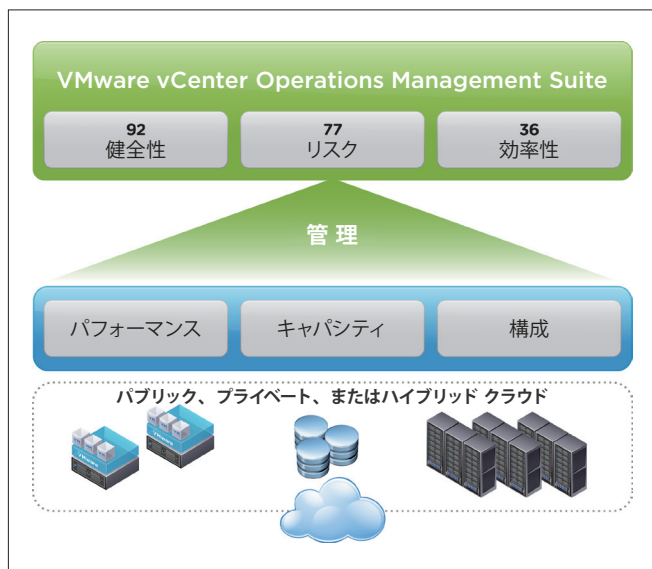 VMware vCenter Operations Management Suite
92
健全性
77
リスク
36
効率性
管理
パフォーマンス
キャパシティ
構成
パブリック、プライベート、またはハイブリッド クラウド
VMware
VMware